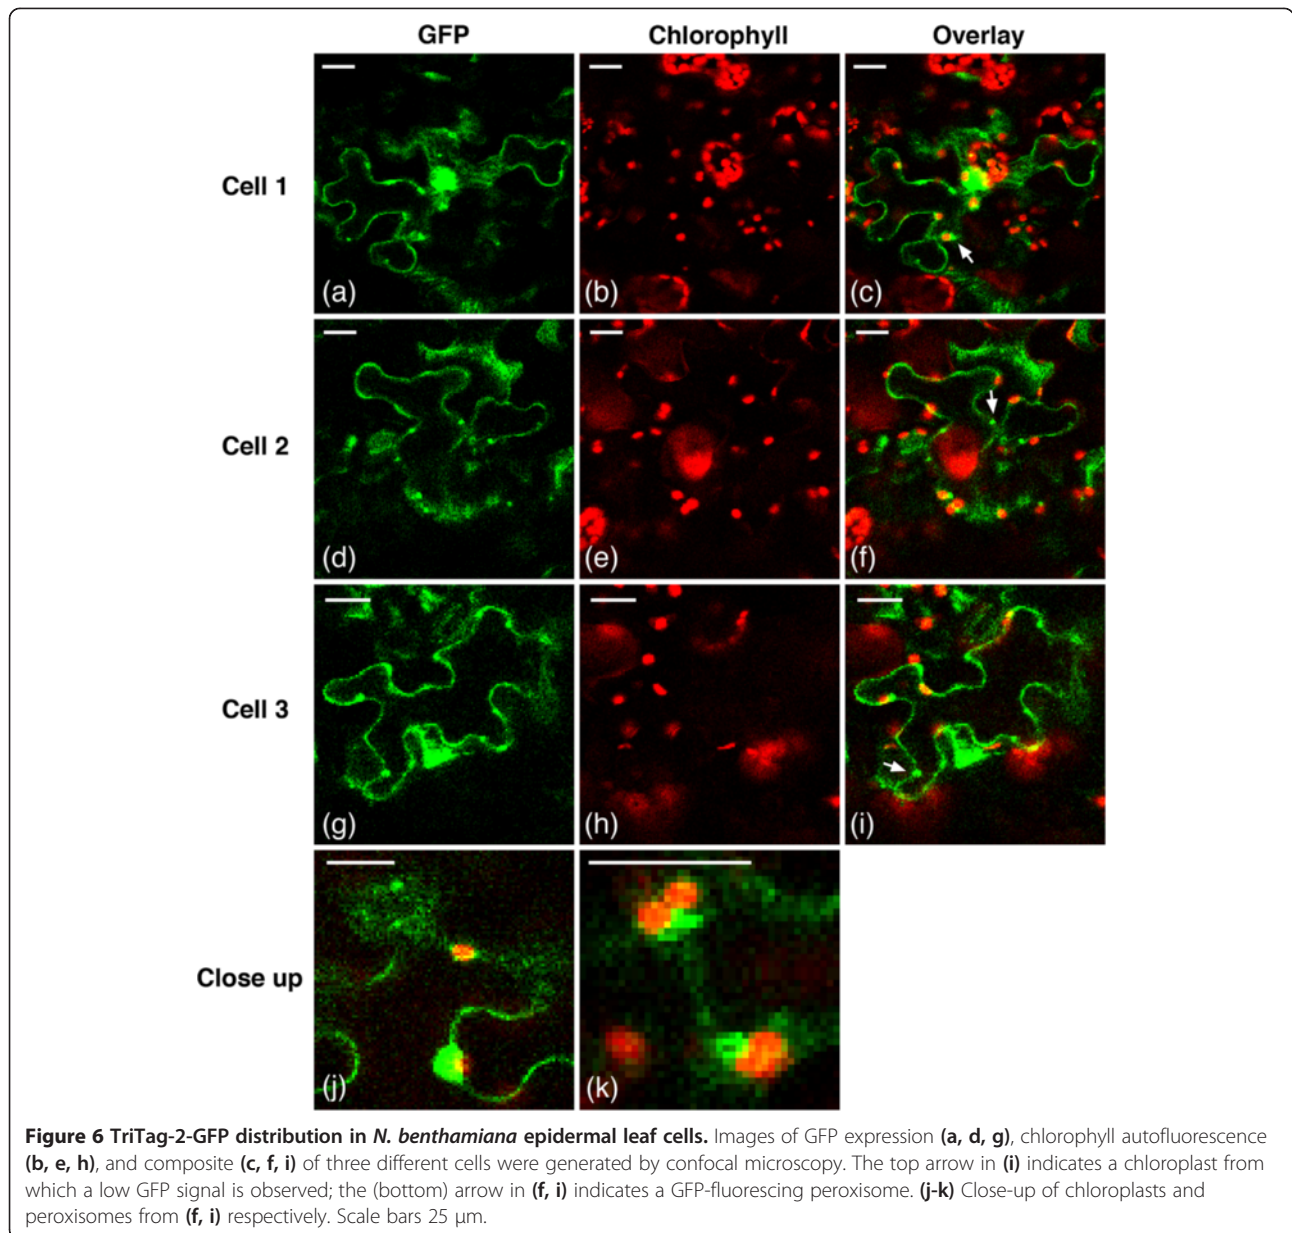 GFP Chlorophyll Overlay
Cell 1
(a) (b) (c)
Cell 2
(d) (e) (f)
Cell 3
(g) (h) (i)
Close up
(j) (k)
Figure 6 TriTag-2-GFP distribution in N. benthamiana epidermal leaf cells. Images of GFP expression (a, d, g), chlorophyll autofluorescence
(b, e, h), and composite (c, f, i) of three different cells were generated by confocal microscopy. The top arrow in (i) indicates a chloroplast from
which a low GFP signal is observed; the (bottom) arrow in (f, i) indicates a GFP-fluorescing peroxisome. (j-k) Close-up of chloroplasts and
peroxisomes from (f, i) respectively. Scale bars 25 μm.